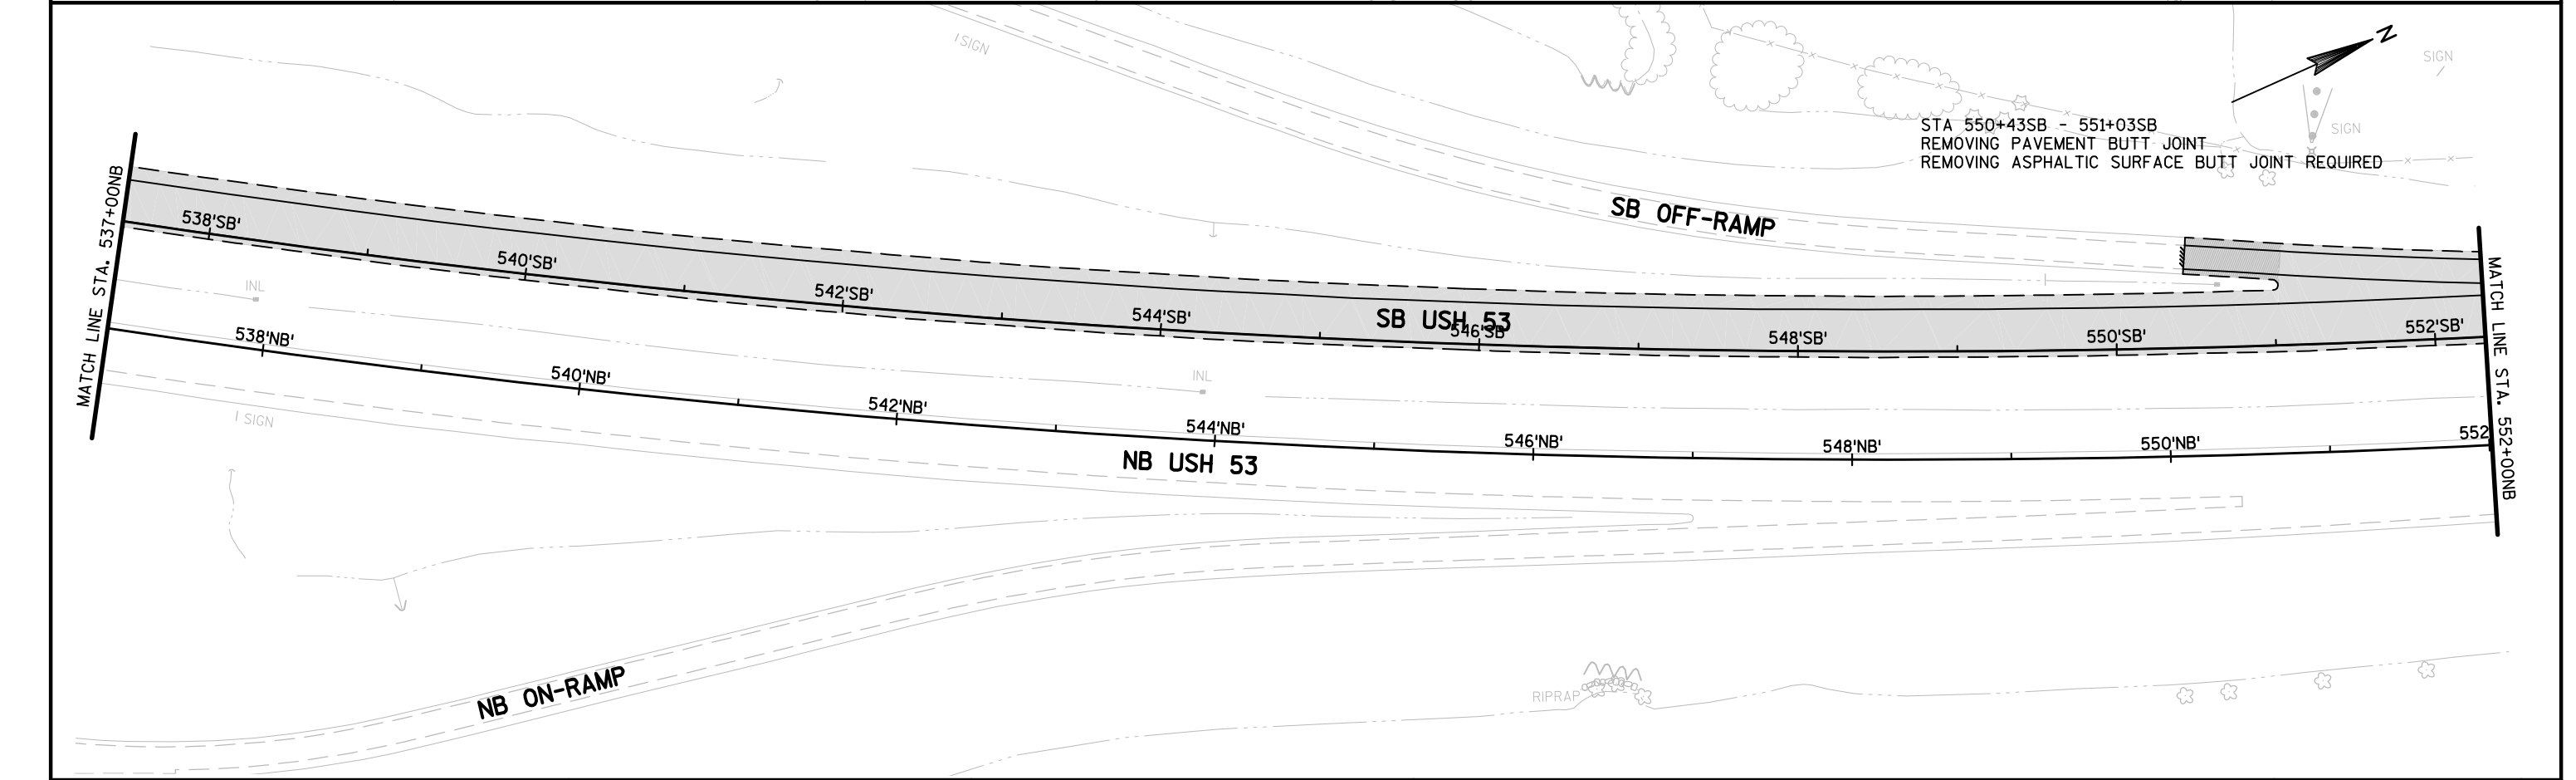 SIGN
N
SIGN
SIGN
STA 550+43SB - 551+03SB
REMOVING PAVEMENT BUTT JOINT
REMOVING ASPHALTIC SURFACE BUTT JOINT REQUIRED
SB OFF-RAMP
MATCH LINE STA. 537+00NB
538'SB'
540'SB'
542'SB'
544'SB'
SB USH 53
546'SB'
548'SB'
550'SB'
552'SB'
MATCH LINE STA. 552+00NB
INL
INL
538'NB'
540'NB'
542'NB'
544'NB'
546'NB'
548'NB'
550'NB'
552
SIGN
NB USH 53
NB ON-RAMP
RIPRAP